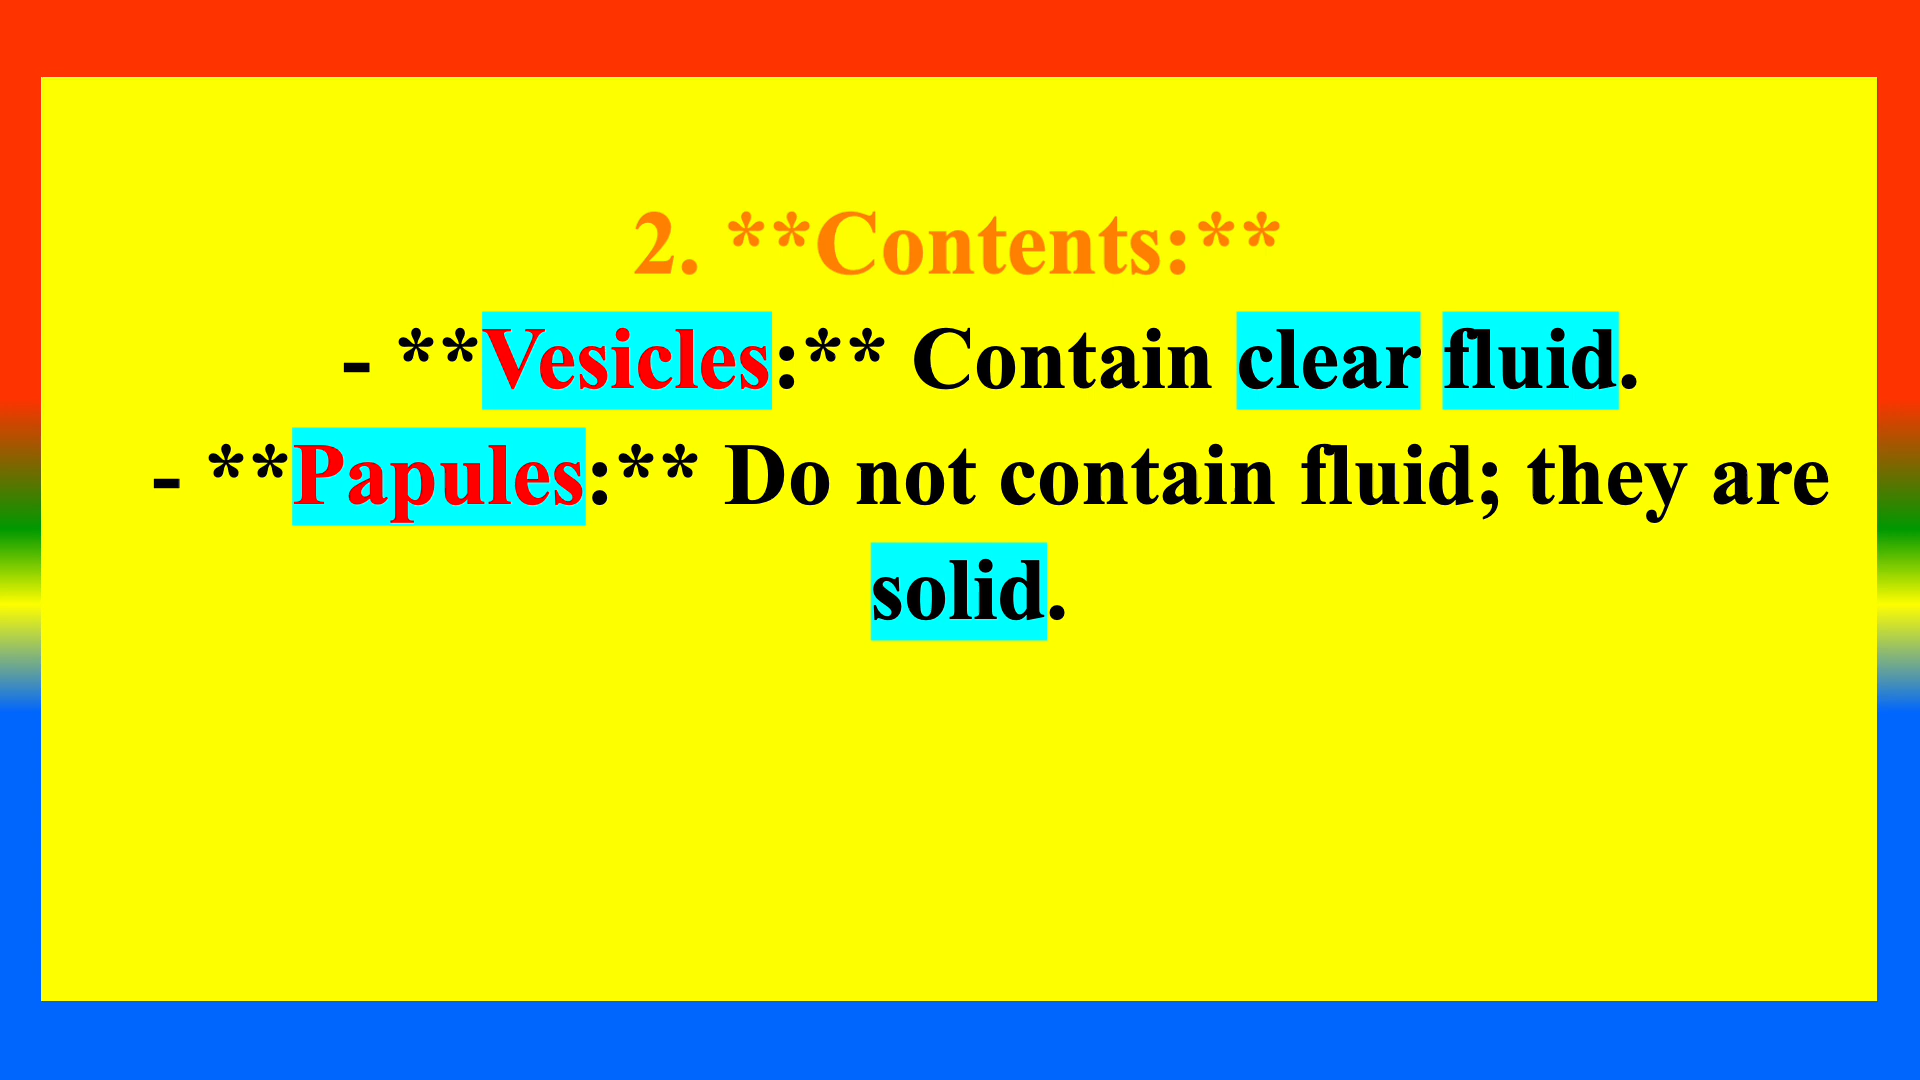 2. **Contents:**
- **Vesicles:** Contain clear fluid.
- **Papules:** Do not contain fluid; they are
solid.